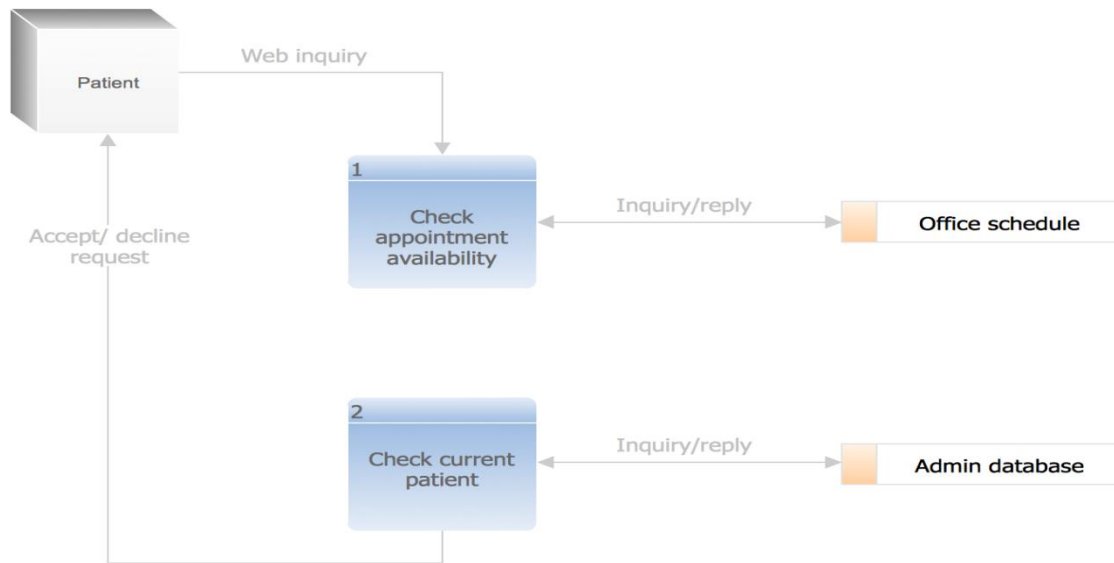 Patient
Web inquiry
1
Check
appointment
availability
Inquiry/reply
Office schedule
Accept/ decline
request
2
Check current
patient
Inquiry/reply
Admin database